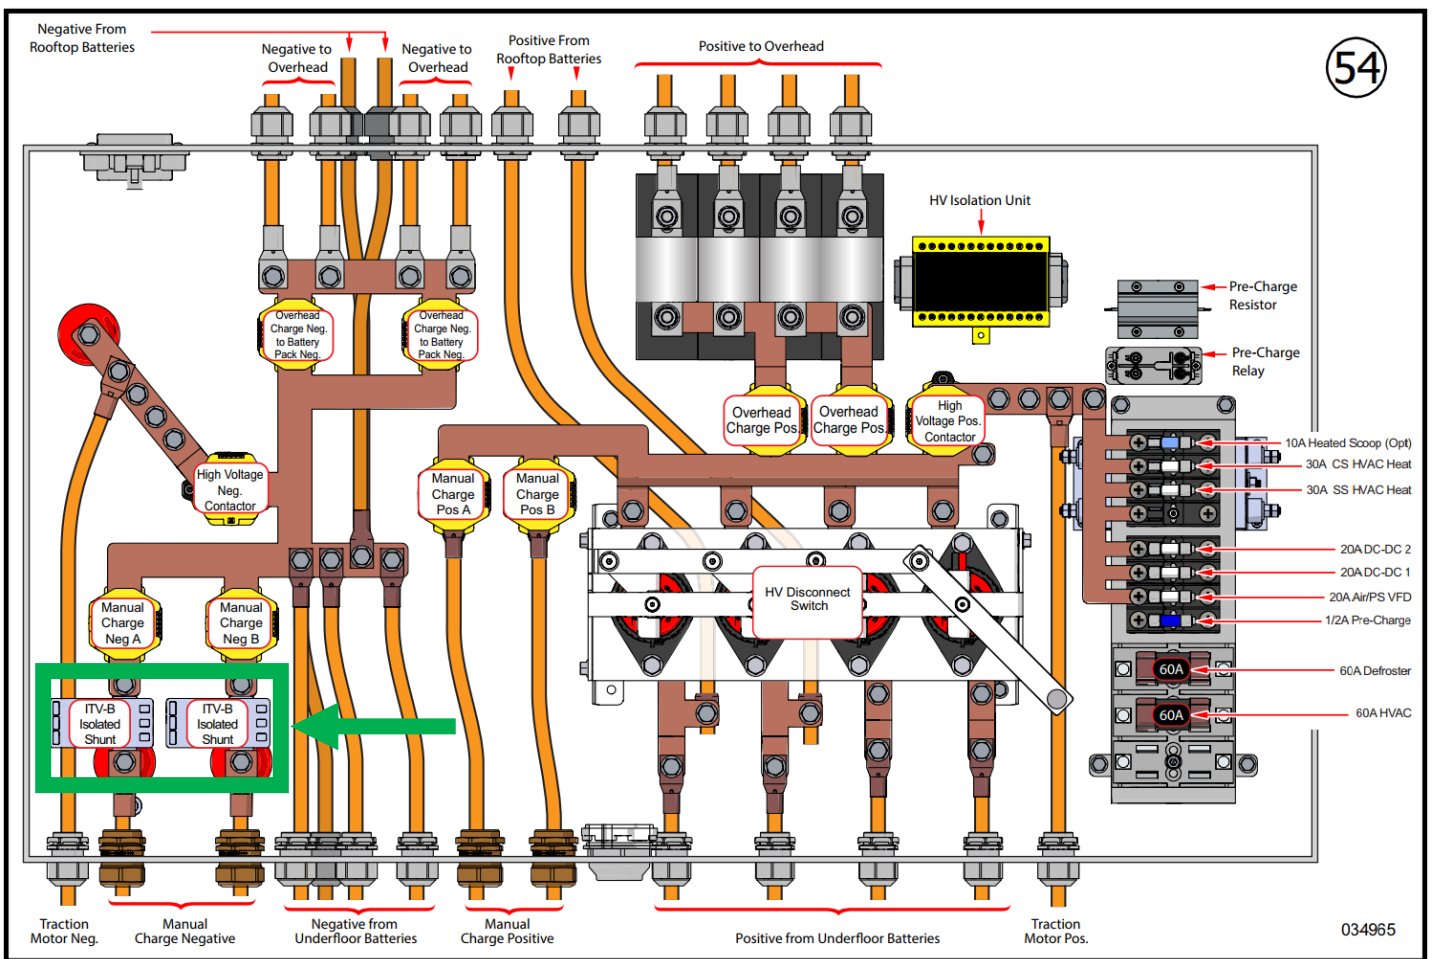 Negative From
Rooftop Batteries
Negative to
Overhead
Negative to
Overhead
Positive From
Rooftop Batteries
Positive to Overhead
54
HV Isolation Unit
Pre-Charge
Resistor
Pre-Charge
Relay
Overhead
Charge Neg.
to Battery
Pack Neg.
Overhead
Charge Neg.
to Battery
Pack Neg.
Overhead
Charge Pos.
Overhead
Charge Pos.
High
Voltage Pos.
Contactor
10A Heated Scoop (Opt)
30A CS HVAC Heat
30A SS HVAC Heat
20A DC-DC 2
20A DC-DC 1
20A Air/PS VFD
1/2A Pre-Charge
60A
60A Defroster
60A
60A HVAC
High Voltage
Neg.
Contactor
Manual
Charge
Pos A
Manual
Charge
Pos B
HV Disconnect
Switch
Manual
Charge
Neg A
Manual
Charge
Neg B
ITV-B
Isolated
Shunt
ITV-B
Isolated
Shunt
Traction
Motor Neg.
Manual
Charge Negative
Negative from
Underfloor Batteries
Manual
Charge Positive
Positive from Underfloor Batteries
Traction
Motor Pos.
034965